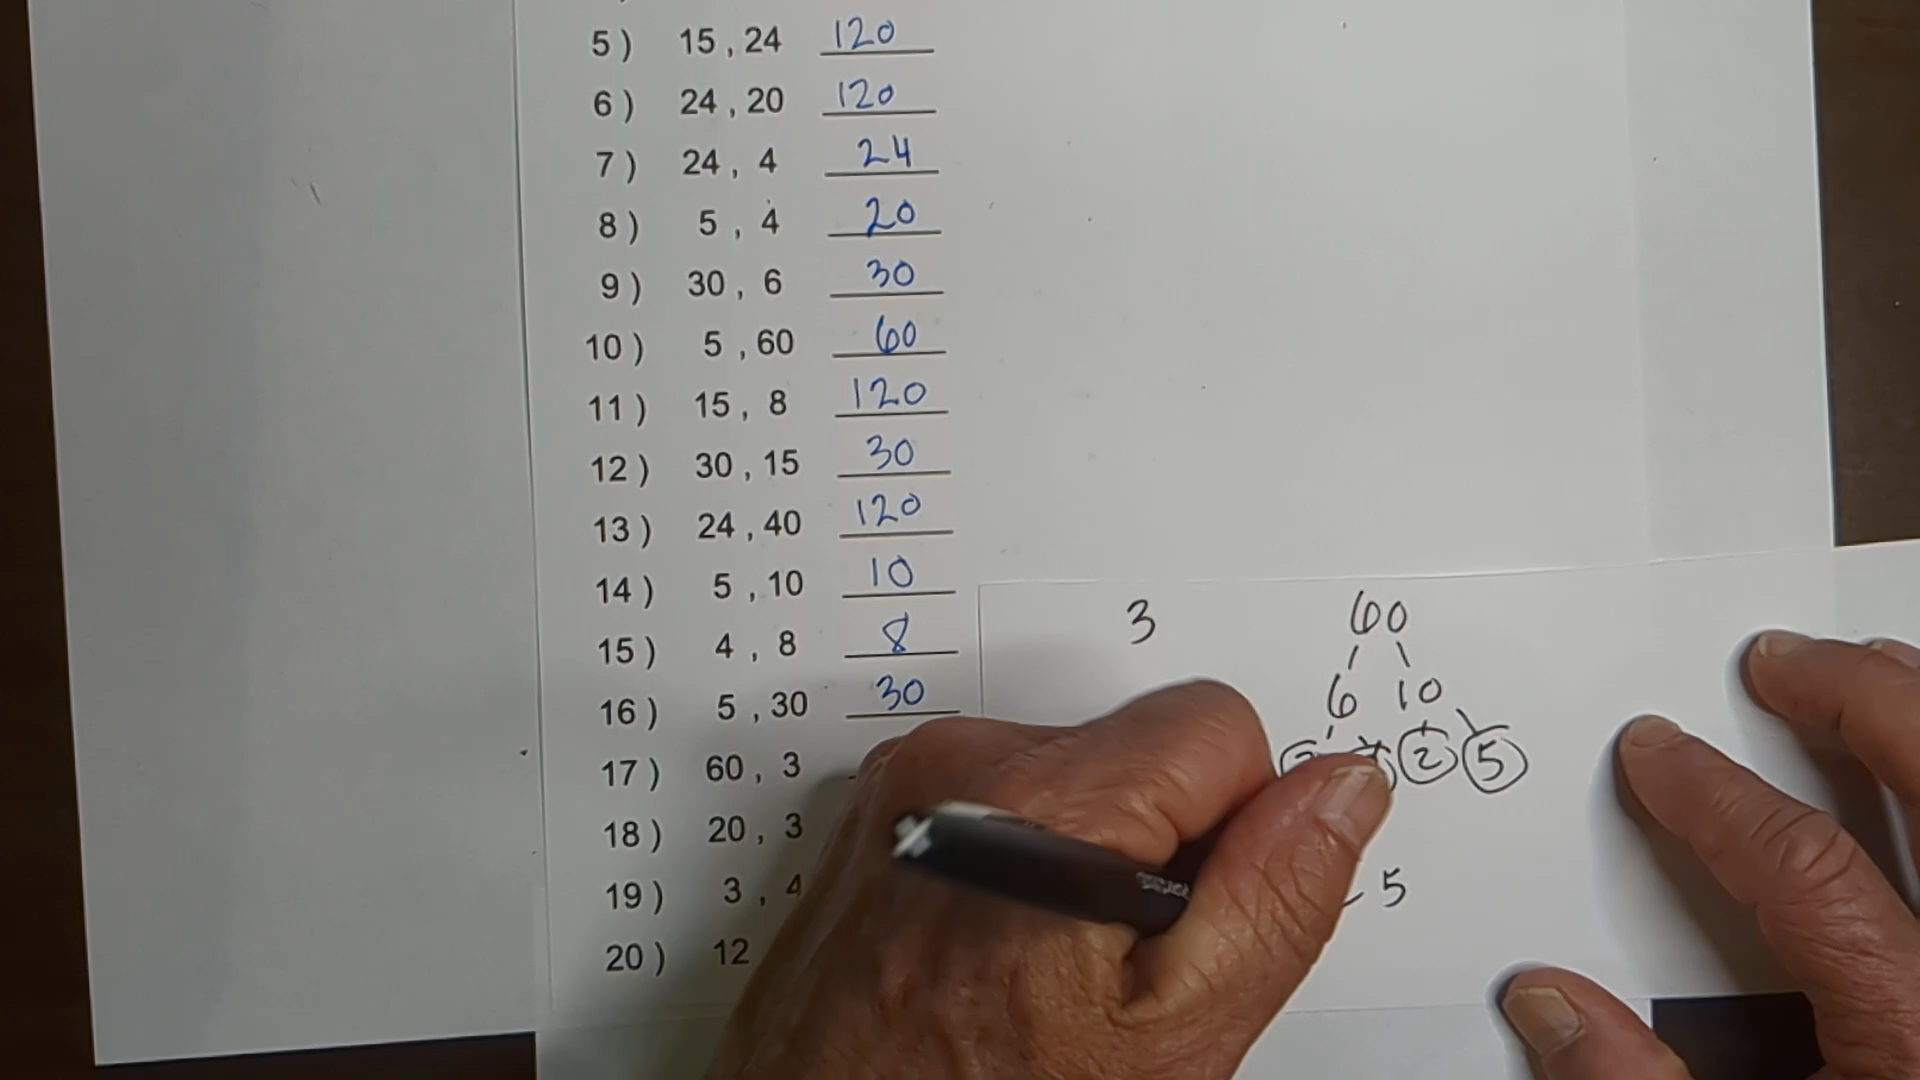 5) 15, 24 120
6) 24, 20 120
7) 24, 4 24
8) 5, 4 20
9) 30, 6 30
10) 5, 60 60
11) 15, 8 120
12) 30, 15 30
13) 24, 40 120
14) 5, 10 10
15) 4, 8 8
16) 5, 30 30
17) 60, 3
18) 20, 3
19) 3, 4
20) 12
3 60
6 10
2 5
5